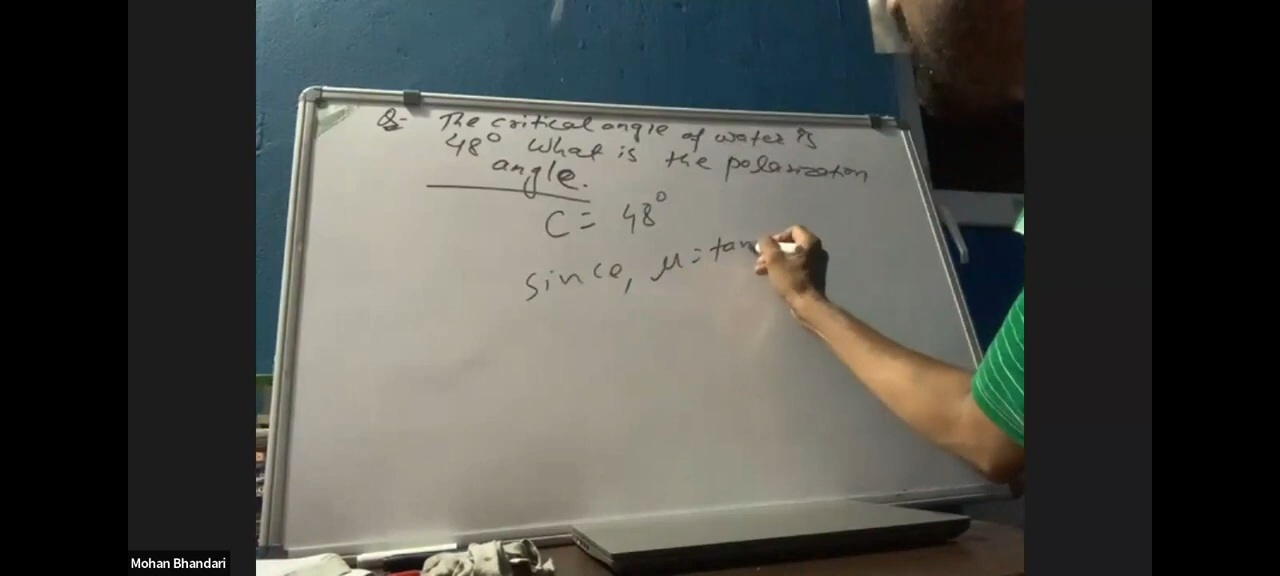 Q- The critical angle of water is
48° What is the polarization
angle.
C = 48°
Since, μ = tan
Mohan Bhandari